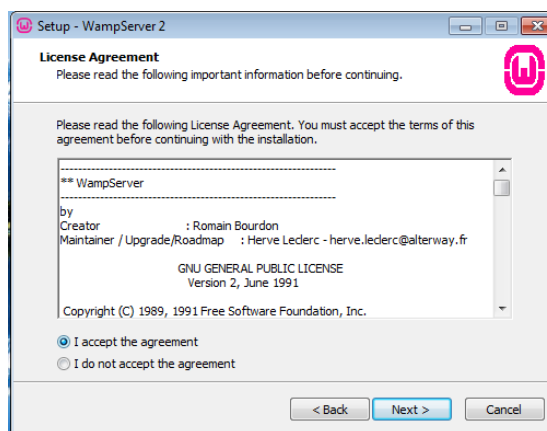 Setup - WampServer 2
License Agreement
Please read the following important information before continuing.
Please read the following License Agreement. You must accept the terms of this
agreement before continuing with the installation.
------------------------------------------------------------------
** WampServer
------------------------------------------------------------------
by
Creator : Romain Bourdon
Maintainer / Upgrade/Roadmap : Herve Leclerc - herve.leclerc@alterway.fr
GNU GENERAL PUBLIC LICENSE
Version 2, June 1991
Copyright (C) 1989, 1991 Free Software Foundation, Inc.
I accept the agreement
I do not accept the agreement
< Back Next > Cancel